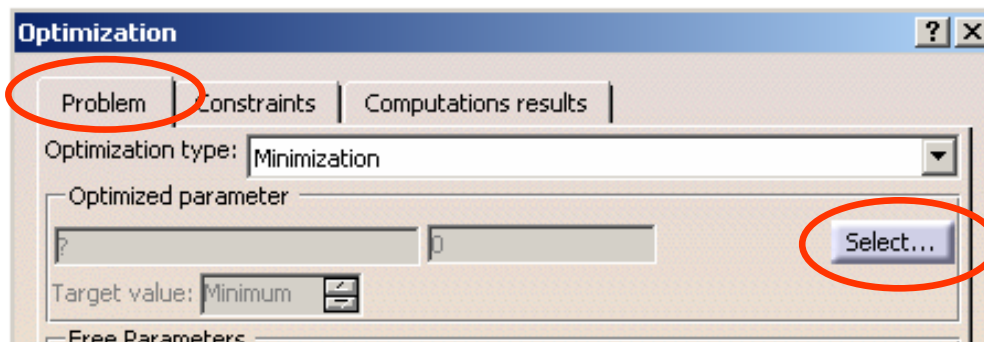 Optimization ? X
Problem Constraints Computations results
Optimization type: Minimization
Optimized parameter
? 0 Select...
Target value: Minimum
Free Parameters